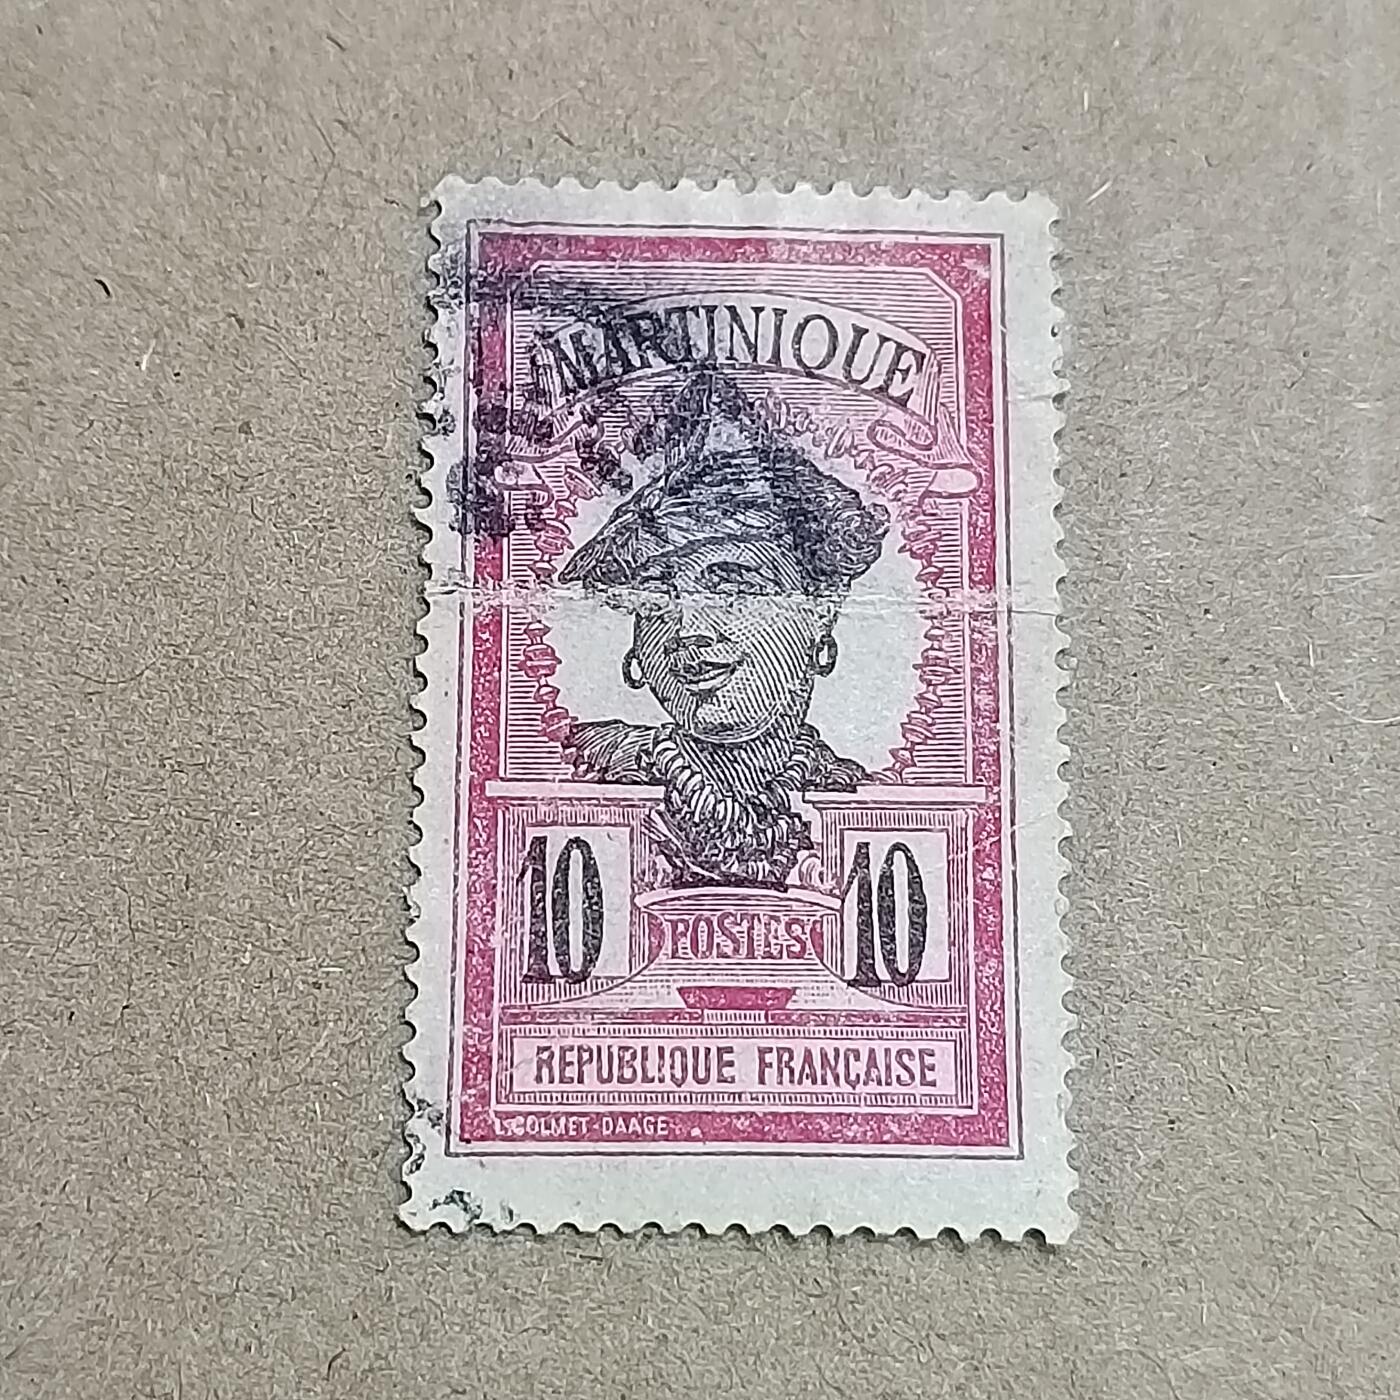 MARTINIQUE
10 10
POSTES
REPUBLIQUE FRANÇAISE
L.COLMET-DAAGE